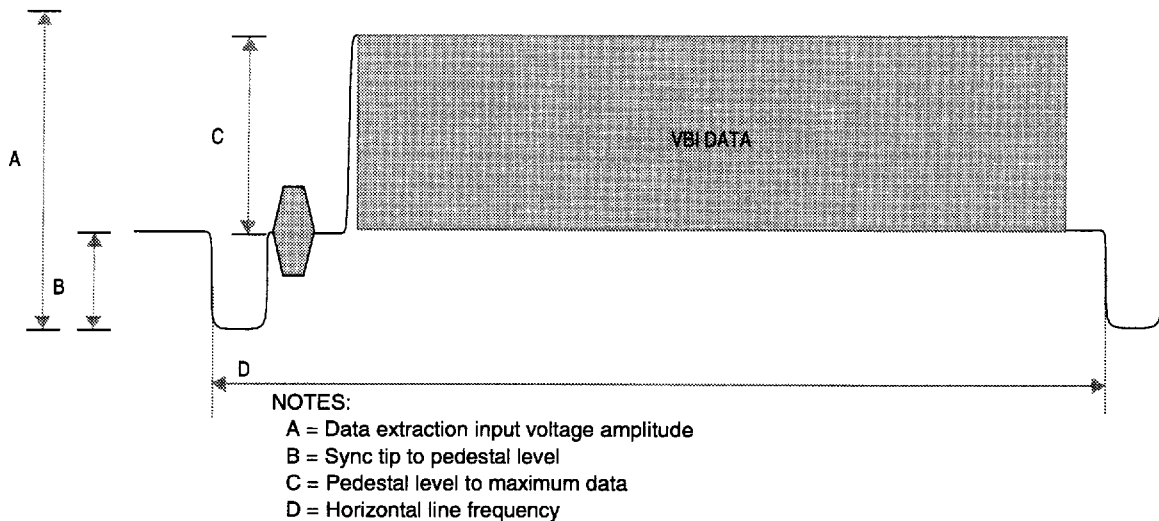 C
VBI DATA
A
B
D
NOTES:
A = Data extraction input voltage amplitude
B = Sync tip to pedestal level
C = Pedestal level to maximum data
D = Horizontal line frequency